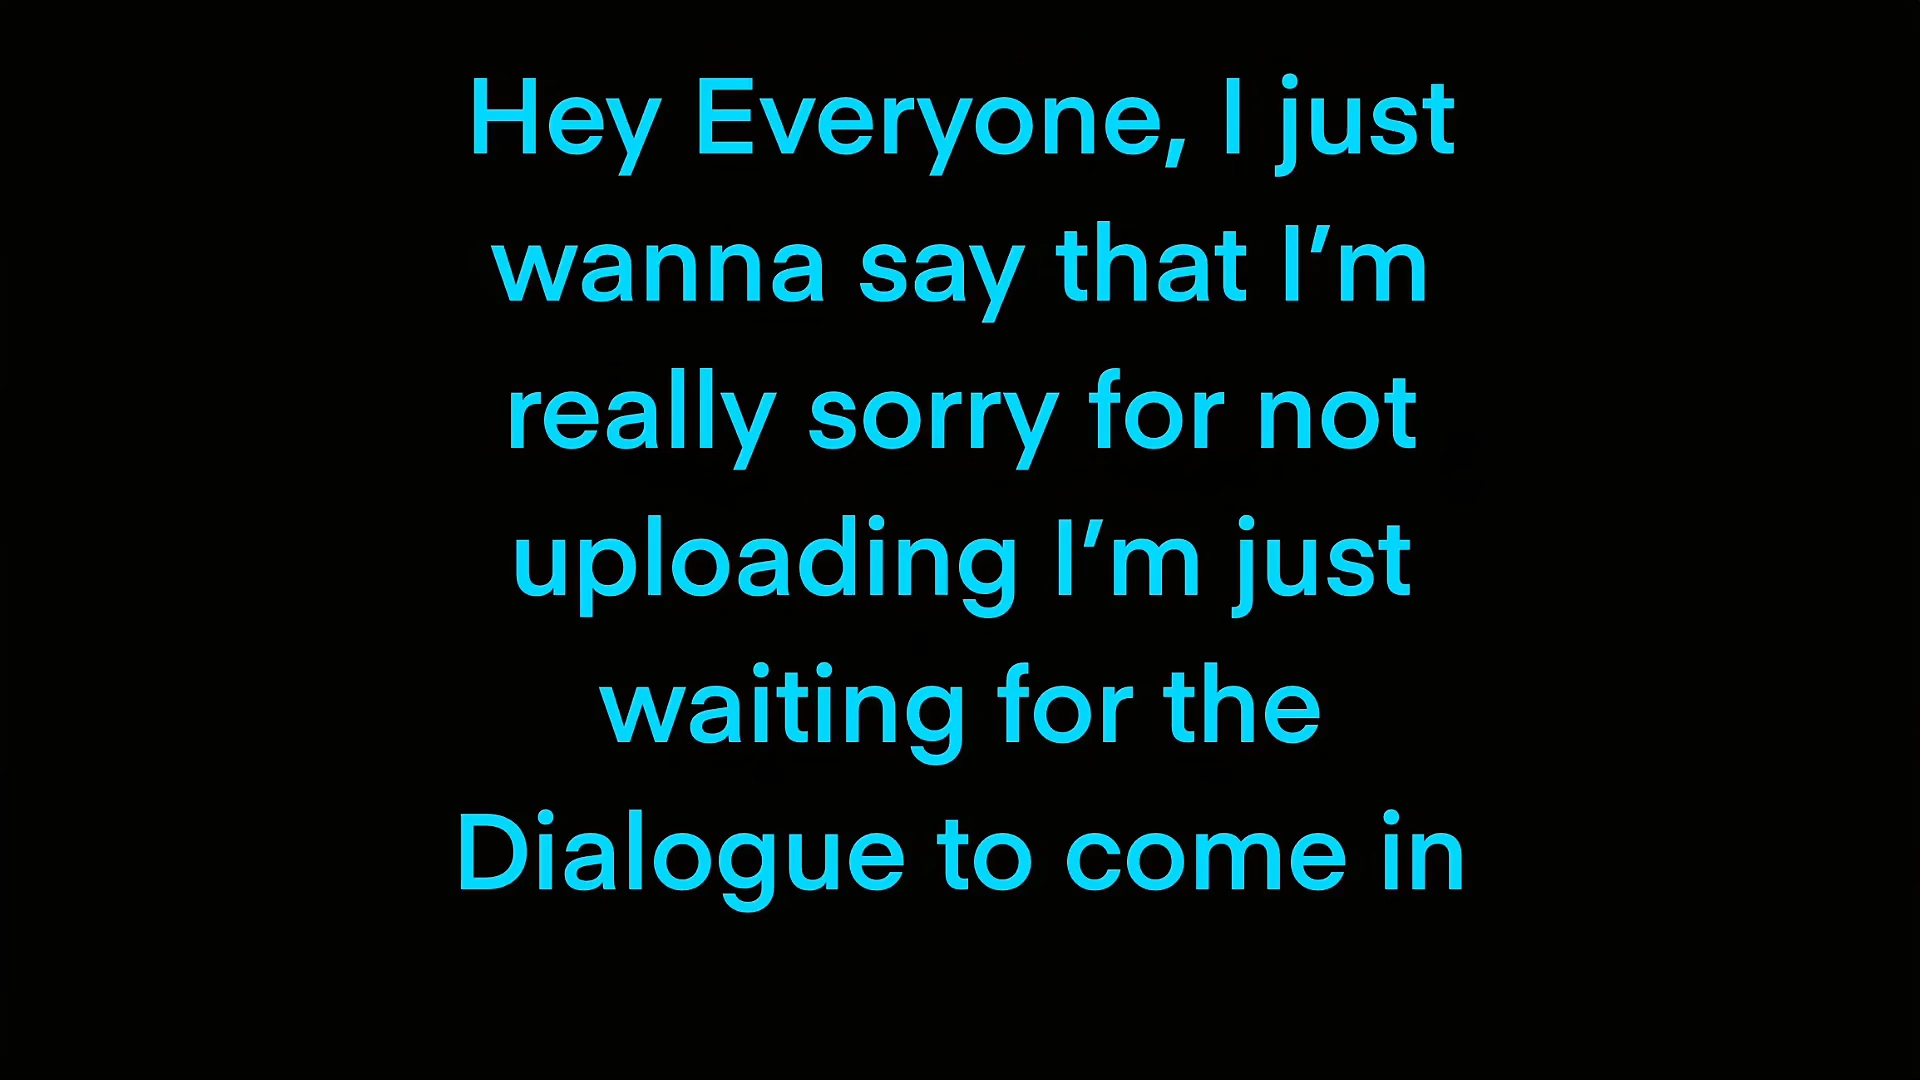 Hey Everyone, I just
wanna say that I’m
really sorry for not
uploading I’m just
waiting for the
Dialogue to come in